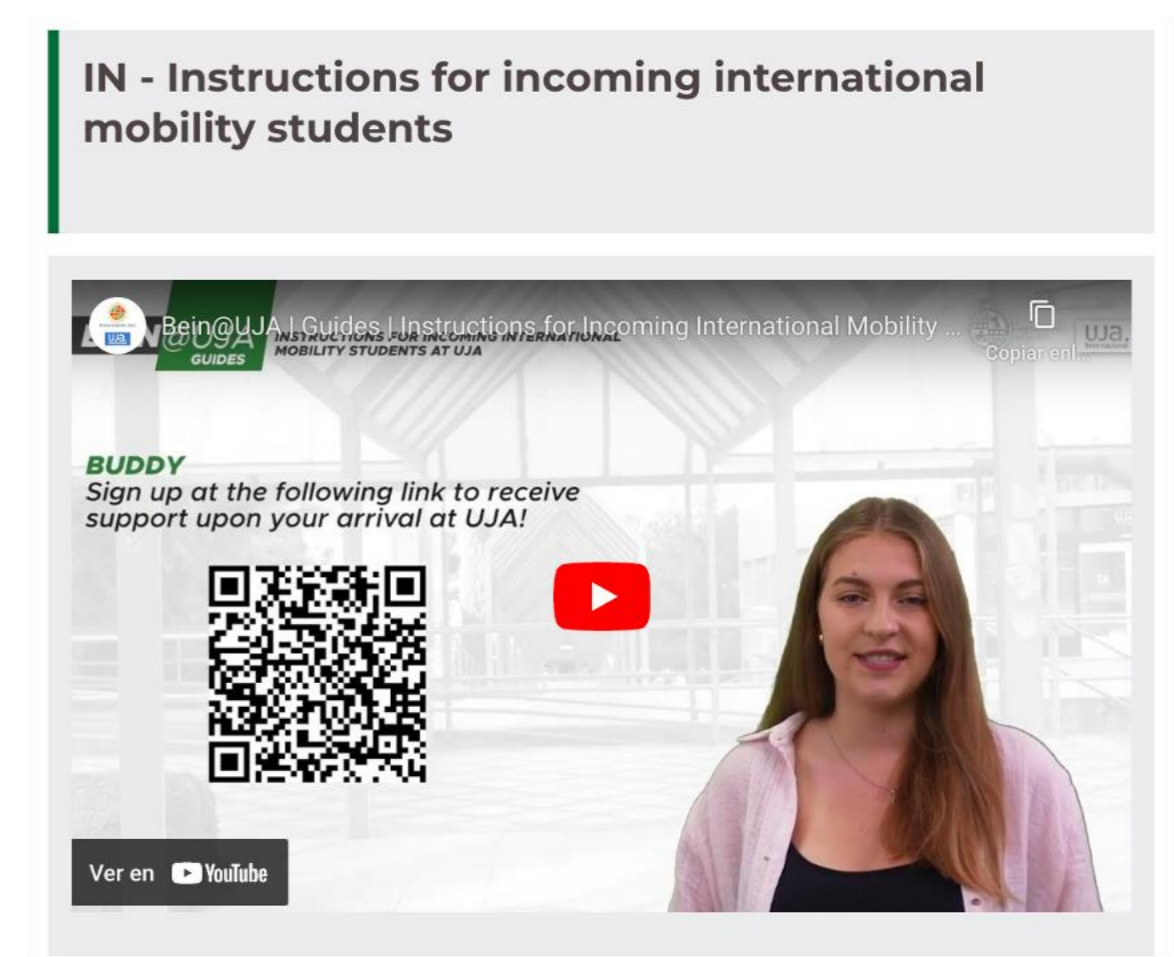 IN - Instructions for incoming international
mobility students
Bein@UJA | Guides | Instructions for Incoming International Mobility ...
INSTRUCTIONS FOR INCOMING INTERNATIONAL
GUIDES
MOBILITY STUDENTS AT UJA
Copiar enl...
uja.
BUDDY
Sign up at the following link to receive
support upon your arrival at UJA!
Ver en YouTube